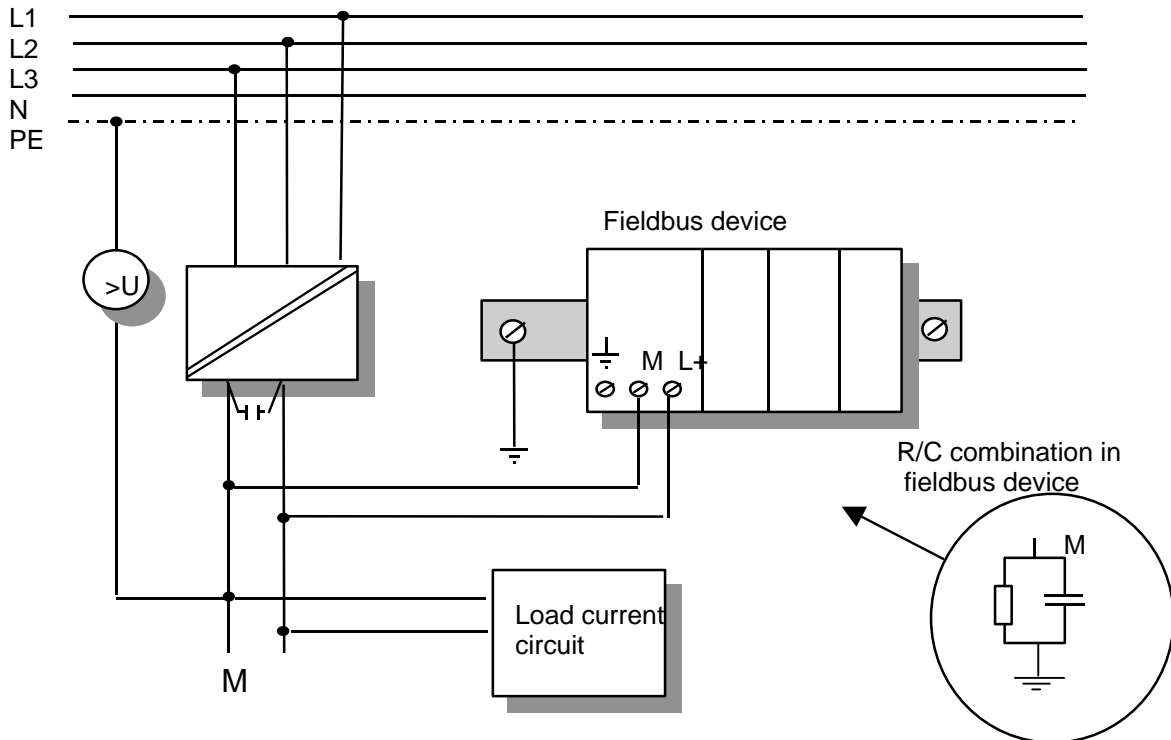 L1
L2
L3
N
PE
Fieldbus device
>U
M L+
R/C combination in
fieldbus device
M
Load current
circuit
M